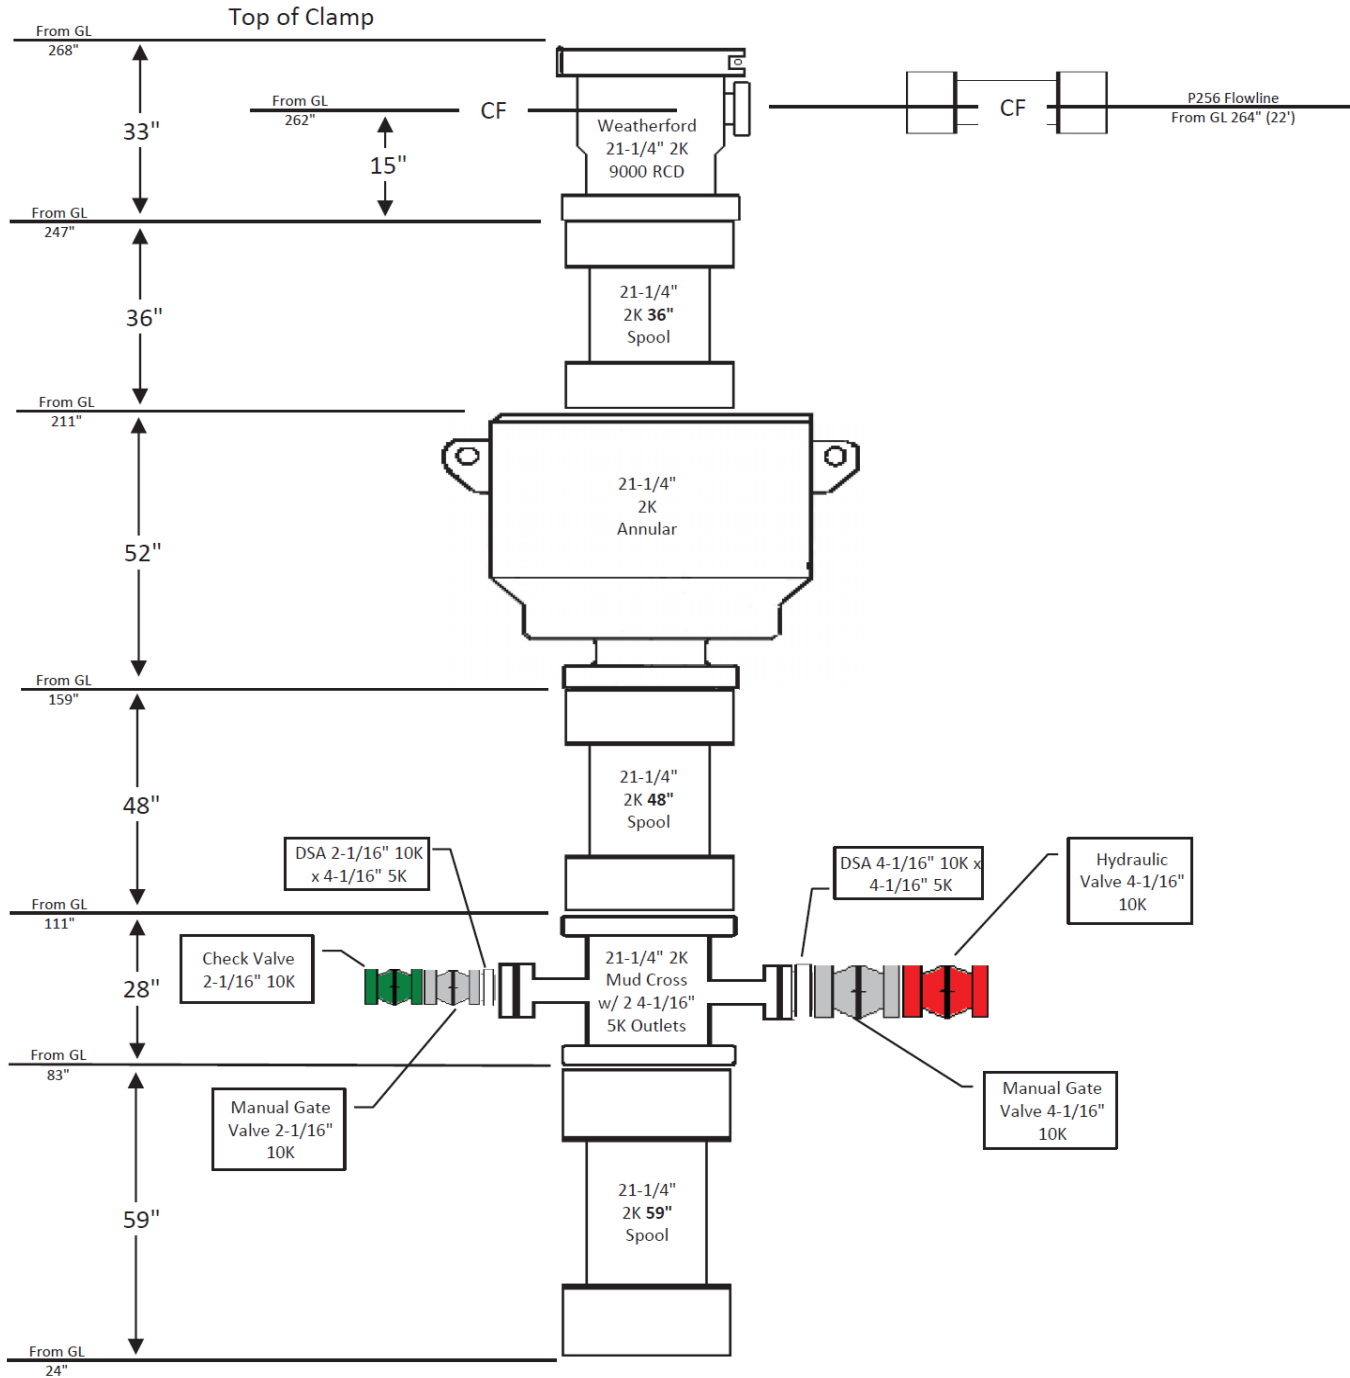 Top of Clamp
From GL
268"
33"
From GL
262"
CF
15"
Weatherford
21-1/4" 2K
9000 RCD
CF
P256 Flowline
From GL 264" (22')
From GL
247"
36"
21-1/4"
2K 36"
Spool
From GL
211"
52"
21-1/4"
2K
Annular
From GL
159"
48"
21-1/4"
2K 48"
Spool
DSA 2-1/16" 10K
x 4-1/16" 5K
DSA 4-1/16" 10K x
4-1/16" 5K
Hydraulic
Valve 4-1/16"
10K
From GL
111"
28"
Check Valve
2-1/16" 10K
21-1/4" 2K
Mud Cross
w/ 2 4-1/16"
5K Outlets
From GL
83"
Manual Gate
Valve 2-1/16"
10K
Manual Gate
Valve 4-1/16"
10K
59"
21-1/4"
2K 59"
Spool
From GL
24"